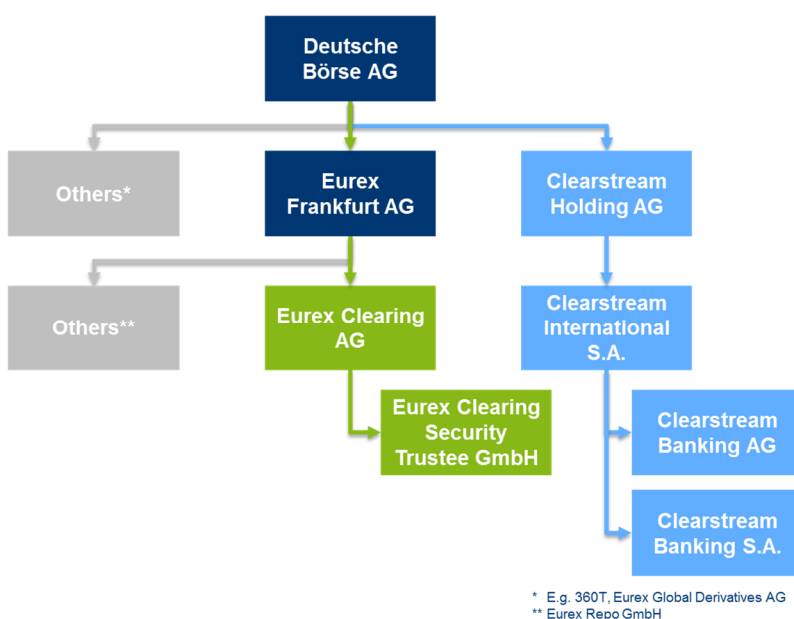 Deutsche
Börse AG
Others*
Eurex
Frankfurt AG
Clearstream
Holding AG
Others**
Eurex Clearing
AG
Clearstream
International
S.A.
Eurex Clearing
Security
Trustee GmbH
Clearstream
Banking AG
Clearstream
Banking S.A.
* E.g. 360T, Eurex Global Derivatives AG
** Eurex Repo GmbH